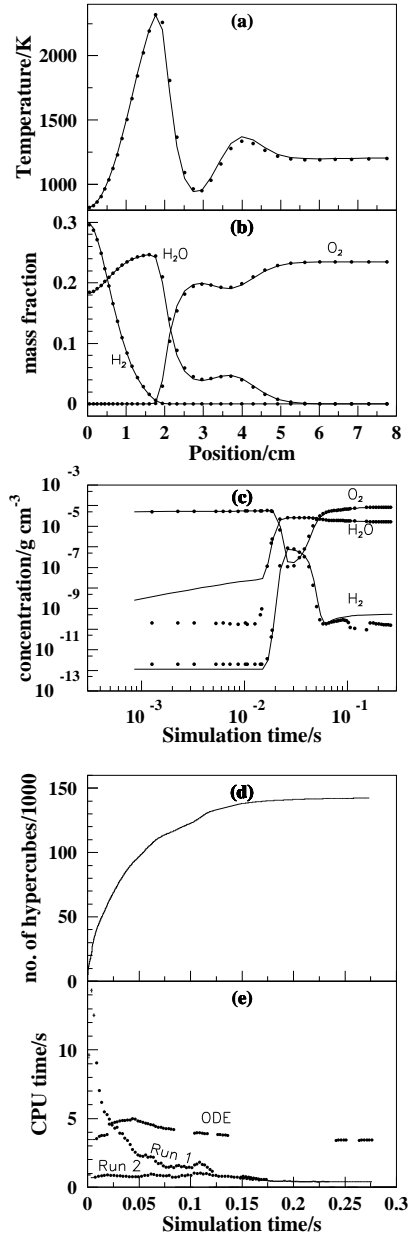 (a)
Temperature/K
2000
1500
1000
(b)
mass fraction
0.3
0.2
0.1
0
H₂O
O₂
H₂
0 1 2 3 4 5 6 7 8
Position/cm
(c)
concentration/g cm⁻³
10⁻³
10⁻⁵
10⁻⁷
10⁻⁹
10⁻¹¹
10⁻¹³
O₂
H₂O
H₂
10⁻³ 10⁻² 10⁻¹
Simulation time/s
(d)
no. of hypercubes/1000
150
100
50
0
(e)
CPU time/s
10
5
0
ODE
Run 1
Run 2
0 0.05 0.1 0.15 0.2 0.25 0.3
Simulation time/s